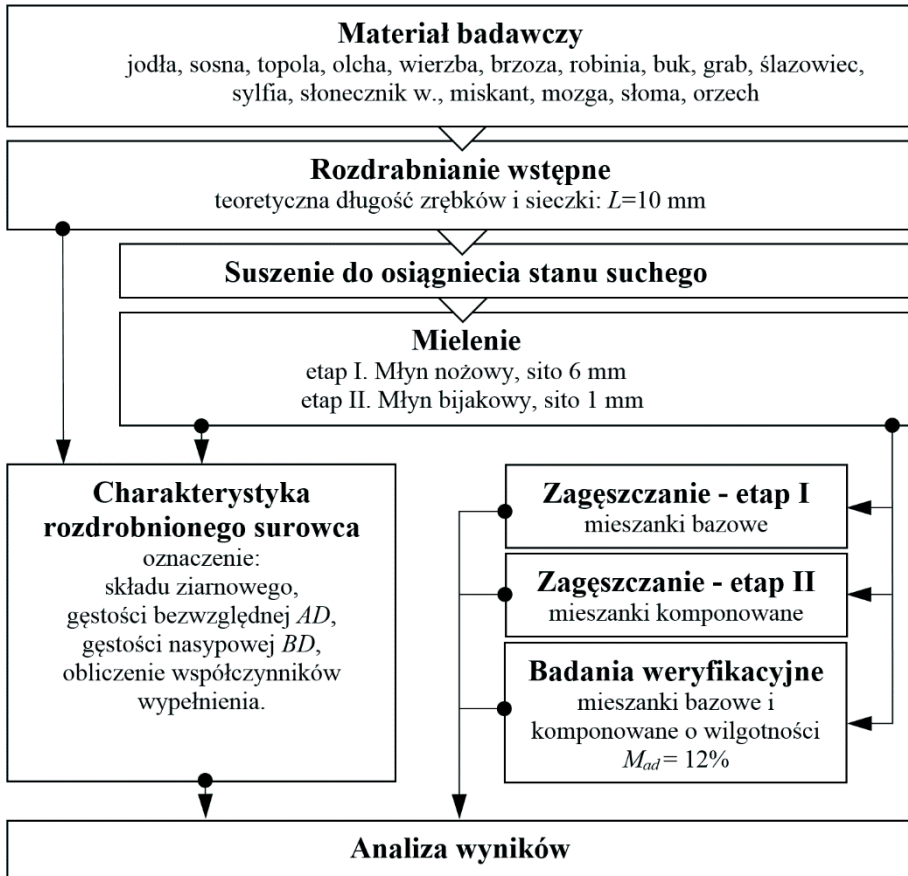 Materiał badawczy
jodła, sosna, topola, olcha, wierzba, brzoza, robinia, buk, grab, ślazowiec,
sylfia, słonecznik w., miskant, mozga, słoma, orzech
Rozdrabnianie wstępne
teoretyczna długość zrębków i sieczki: L=10 mm
Suszenie do osiągniecia stanu suchego
Mielenie
etap I. Młyn nożowy, sito 6 mm
etap II. Młyn bijakowy, sito 1 mm
Charakterystyka
rozdrobnionego surowca
oznaczenie:
składu ziarnowego,
gęstości bezwzględnej AD,
gęstości nasypowej BD,
obliczenie współczynników
wypełnienia.
Zagęszczanie - etap I
mieszanki bazowe
Zagęszczanie - etap II
mieszanki komponowane
Badania weryfikacyjne
mieszanki bazowe i
komponowane o wilgotności
Mad = 12%
Analiza wyników